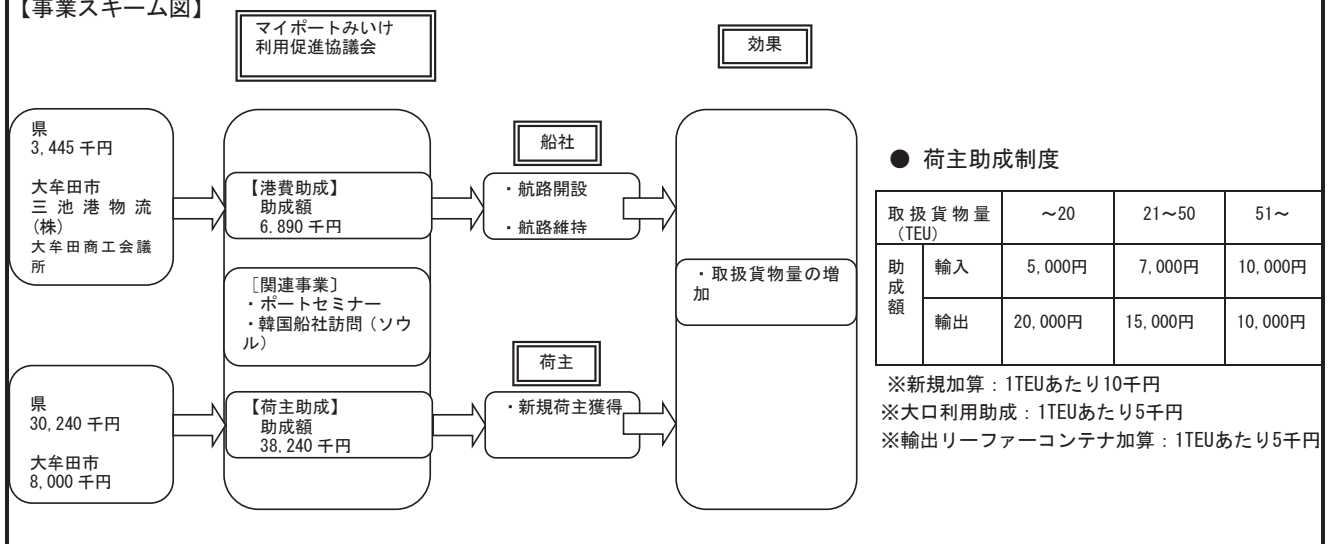 【事業スキーム図】
マイポートみいけ
利用促進協議会
効果
県
3,445 千円
大牟田市
三池港物流
(株)
大牟田商工会議
所
【港費助成】
助成額
6.890 千円
船社
・航路開設
・航路維持
［関連事業］
・ポートセミナー
・韓国船社訪問（ソウ
ル）
・取扱貨物量の増
加
県
30,240 千円
大牟田市
8,000 千円
【荷主助成】
助成額
38,240 千円
荷主
・新規荷主獲得
● 荷主助成制度
取扱貨物量
（TEU） ～20 21～50 51～
助成額 輸入 5,000円 7,000円 10,000円
輸出 20,000円 15,000円 10,000円
※新規加算：1TEUあたり10千円
※大口利用助成：1TEUあたり5千円
※輸出リーファーコンテナ加算：1TEUあたり5千円